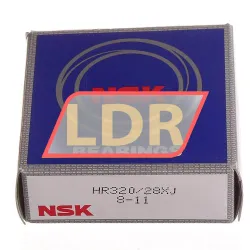 NSK
LDR
BEARINGS
HR320/28XJ
8-11
NSK